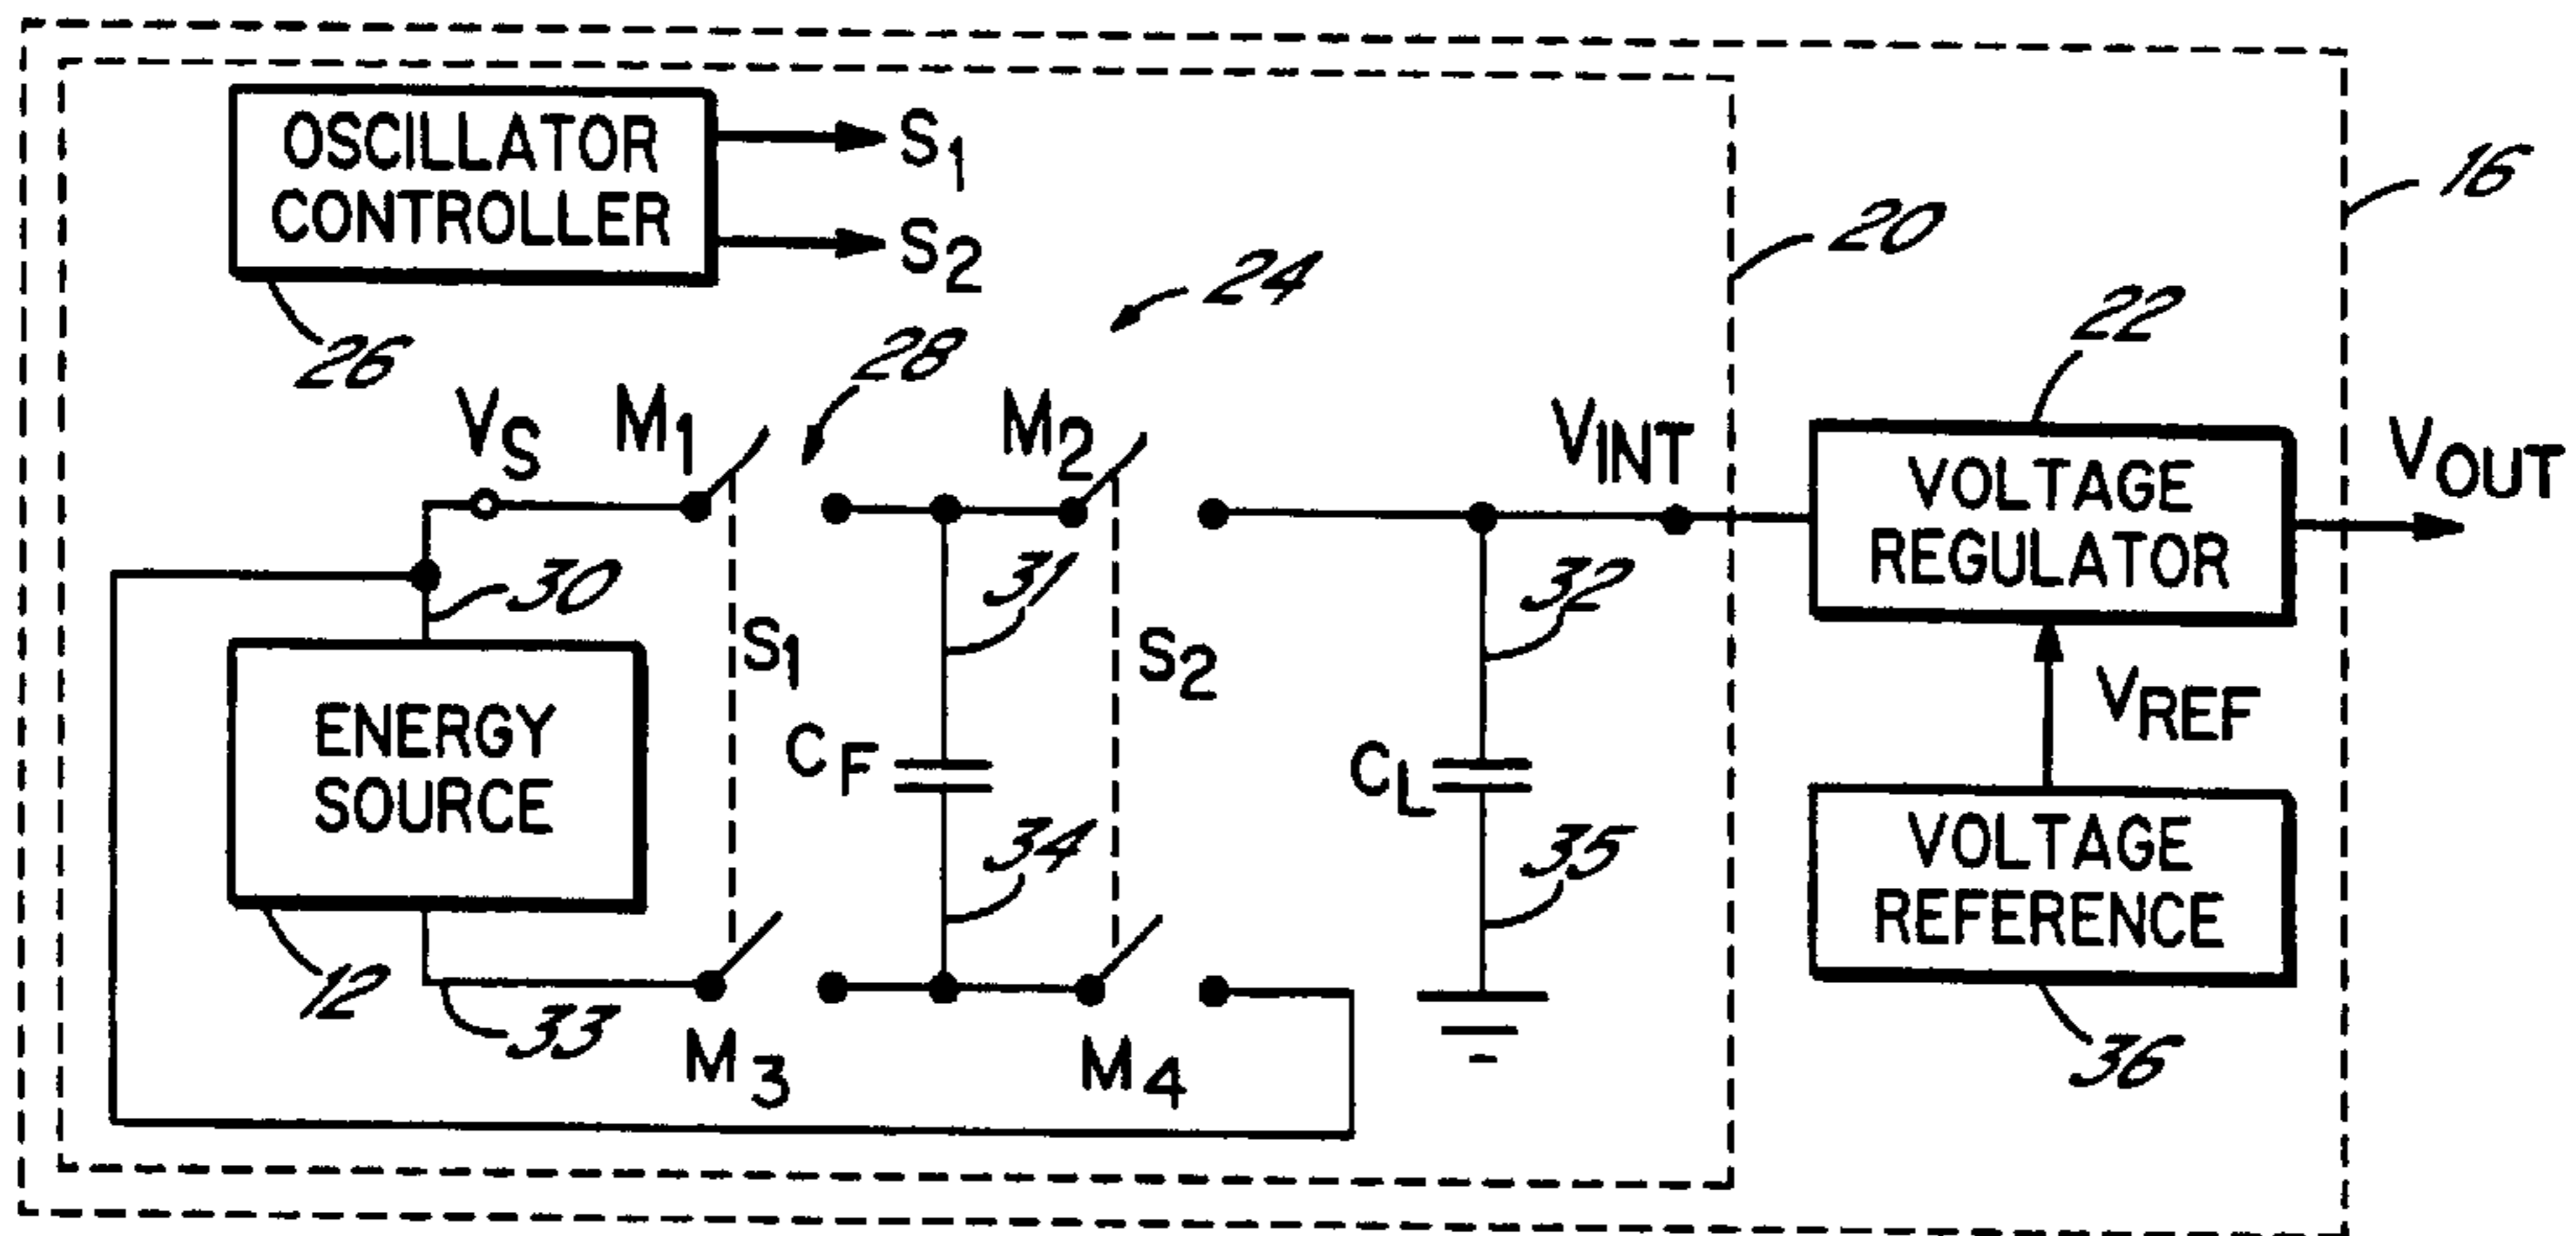 OSCILLATOR
CONTROLLER
S1
S2
26
16
20
24
28
22
VS
M1
M2
VINT
VOLTAGE
REGULATOR
VOUT
30
31
32
S1
S2
VREF
ENERGY
SOURCE
CF
CL
34
35
VOLTAGE
REFERENCE
12
33
M3
M4
36